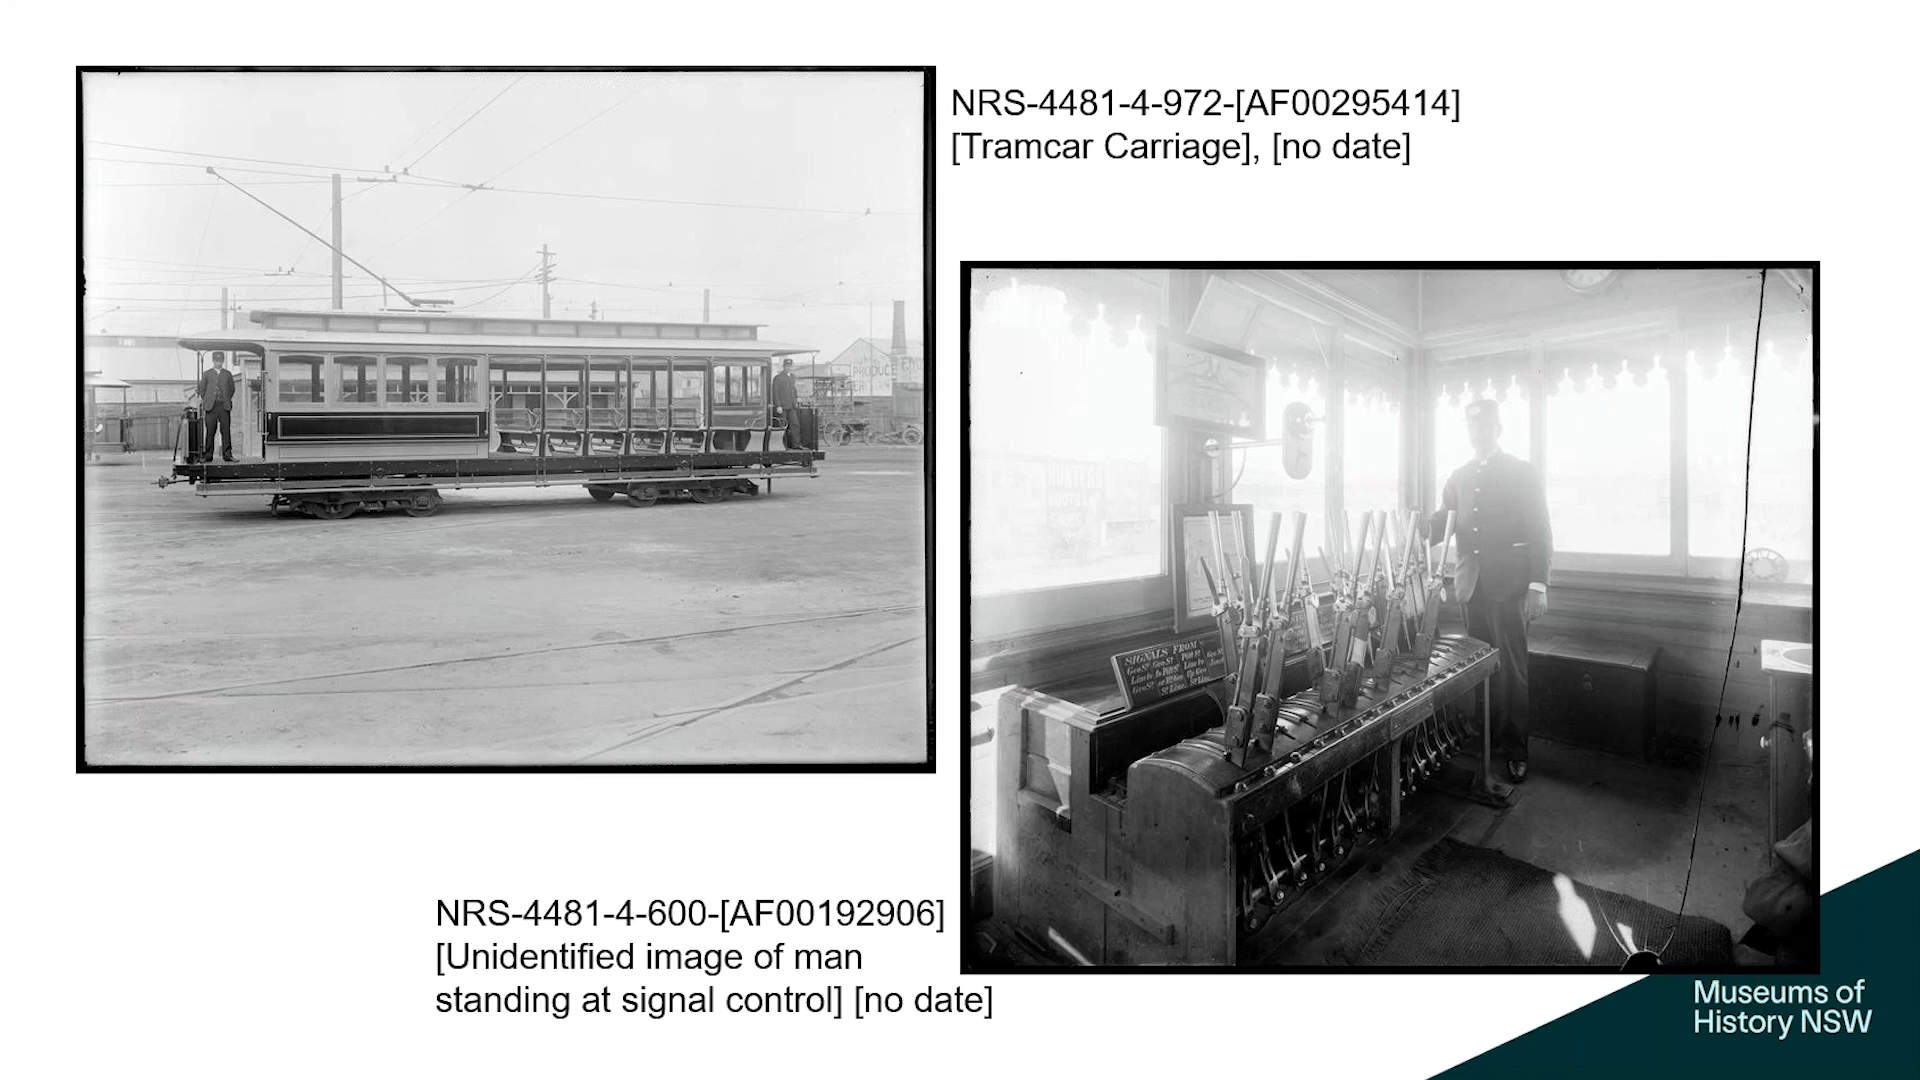 NRS-4481-4-972-[AF00295414]
[Tramcar Carriage], [no date]
PRODUCE
HUNTER'S
SIGNALS FROM
NRS-4481-4-600-[AF00192906]
[Unidentified image of man
standing at signal control] [no date]
Museums of
History NSW